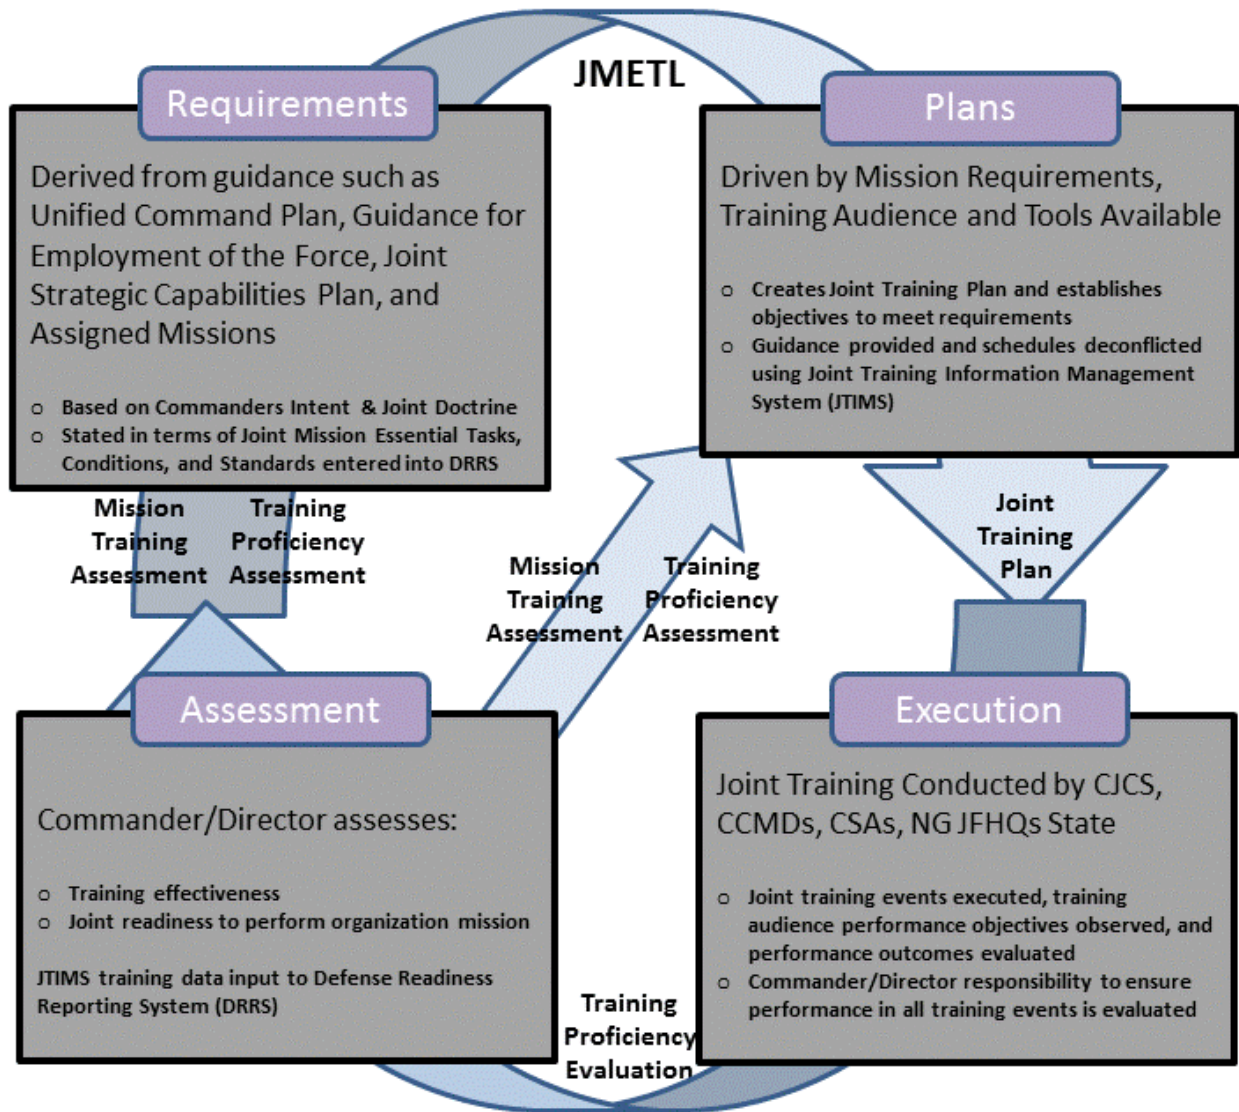 JMETL
Requirements
Derived from guidance such as
Unified Command Plan, Guidance for
Employment of the Force, Joint
Strategic Capabilities Plan, and
Assigned Missions
o Based on Commanders Intent & Joint Doctrine
o Stated in terms of Joint Mission Essential Tasks,
Conditions, and Standards entered into DRRS
Plans
Driven by Mission Requirements,
Training Audience and Tools Available
o Creates Joint Training Plan and establishes
objectives to meet requirements
o Guidance provided and schedules deconflicted
using Joint Training Information Management
System (JTIMS)
Mission
Training
Assessment
Training
Proficiency
Assessment
Mission
Training
Assessment
Training
Proficiency
Assessment
Joint
Training
Plan
Assessment
Commander/Director assesses:
o Training effectiveness
o Joint readiness to perform organization mission
JTIMS training data input to Defense Readiness
Reporting System (DRRS)
Execution
Joint Training Conducted by CJCS,
CCMDs, CSAs, NG JFHQs State
o Joint training events executed, training
audience performance objectives observed, and
performance outcomes evaluated
o Commander/Director responsibility to ensure
performance in all training events is evaluated
Training
Proficiency
Evaluation